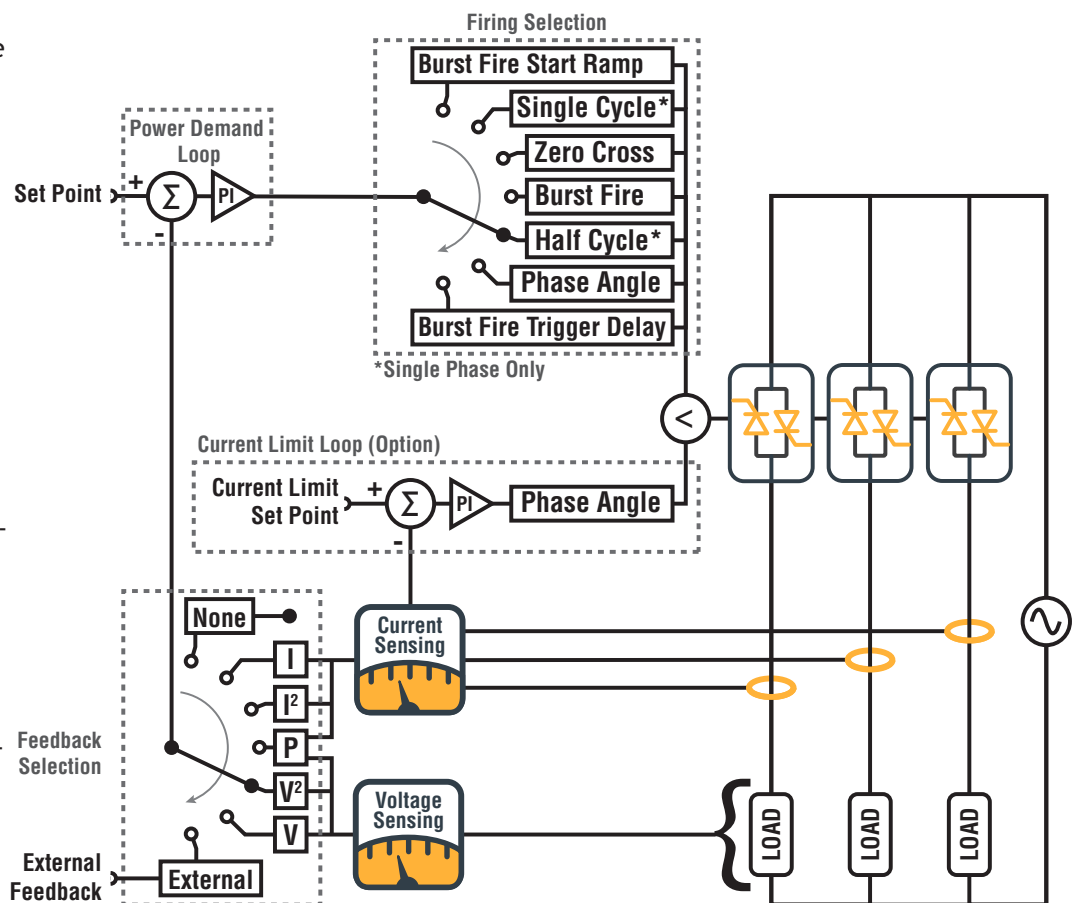 Firing Selection
e
Burst Fire Start Ramp
Single Cycle*
Power Demand
Loop
Zero Cross
Set Point
+
Σ
PI
Burst Fire
-
Half Cycle*
Phase Angle
Burst Fire Trigger Delay
*Single Phase Only
<
Current Limit Loop (Option)
Current Limit
Set Point
+
Σ
PI
Phase Angle
-
–
None
Current
Sensing
I
I²
Feedback
Selection
-
P
V²
Voltage
Sensing
V
LOAD
LOAD
LOAD
External
Feedback
External